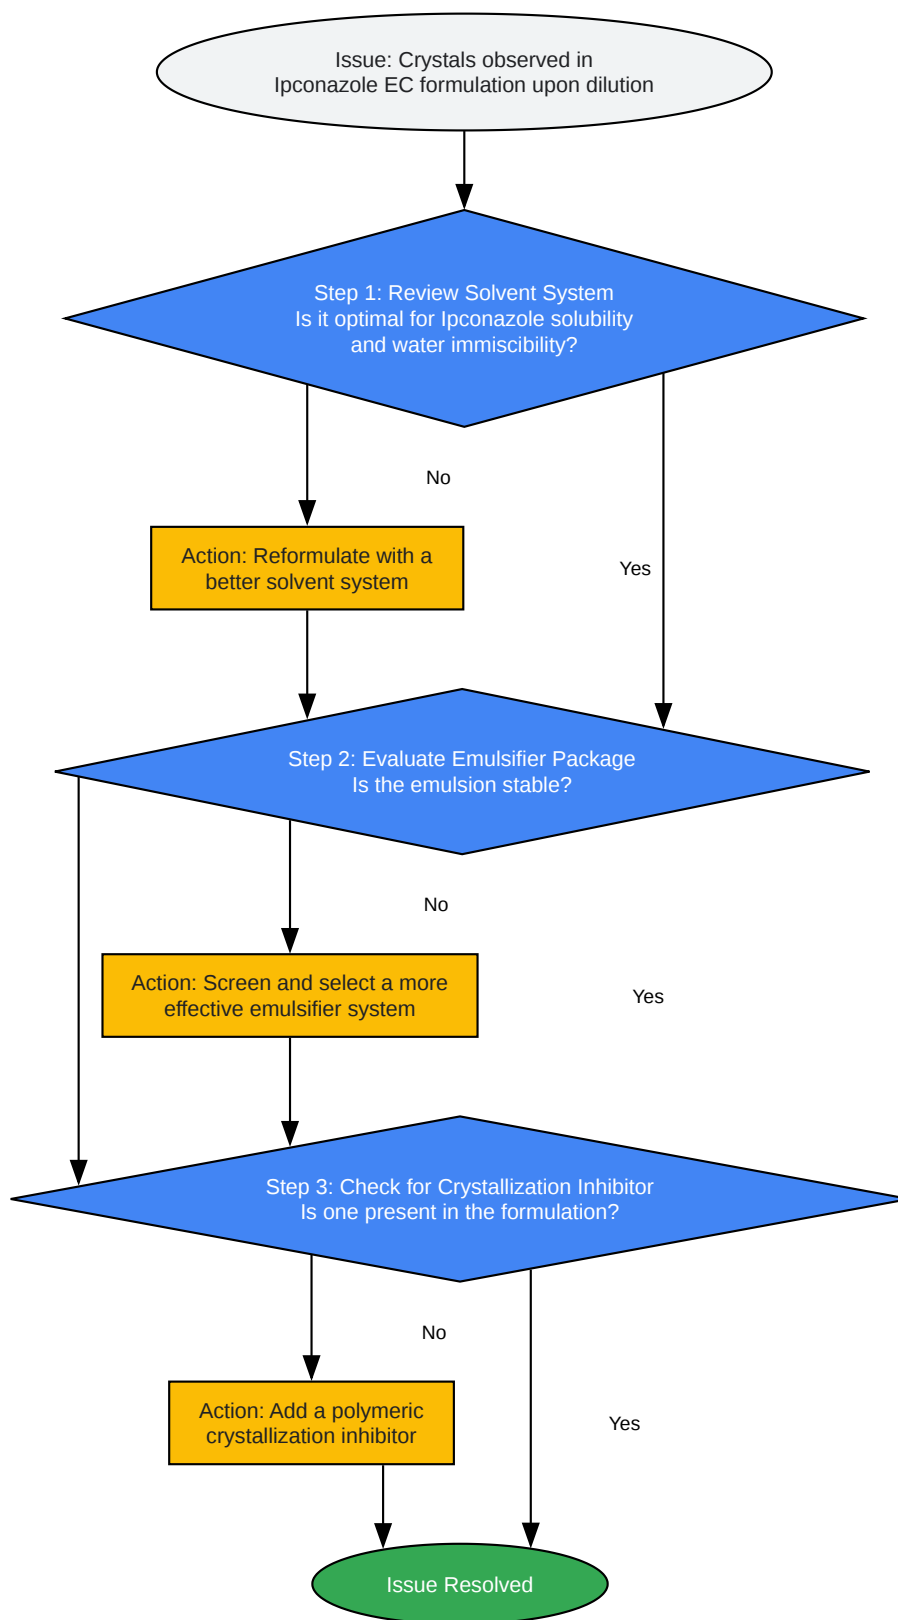 Issue: Crystals observed in
Ipconazole EC formulation upon dilution
Step 1: Review Solvent System
Is it optimal for Ipconazole solubility
and water immiscibility?
No
Action: Reformulate with a
better solvent system
Yes
Step 2: Evaluate Emulsifier Package
Is the emulsion stable?
No
Action: Screen and select a more
effective emulsifier system
Yes
Step 3: Check for Crystallization Inhibitor
Is one present in the formulation?
No
Action: Add a polymeric
crystallization inhibitor
Yes
Issue Resolved